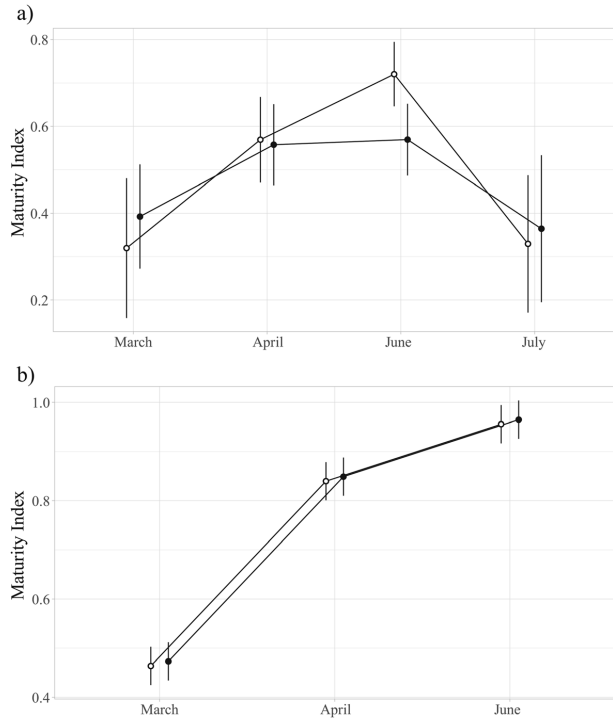 a)
0.8
0.6
0.4
0.2
Maturity Index
March April June July
b)
1.0
0.8
0.6
0.4
Maturity Index
March April June